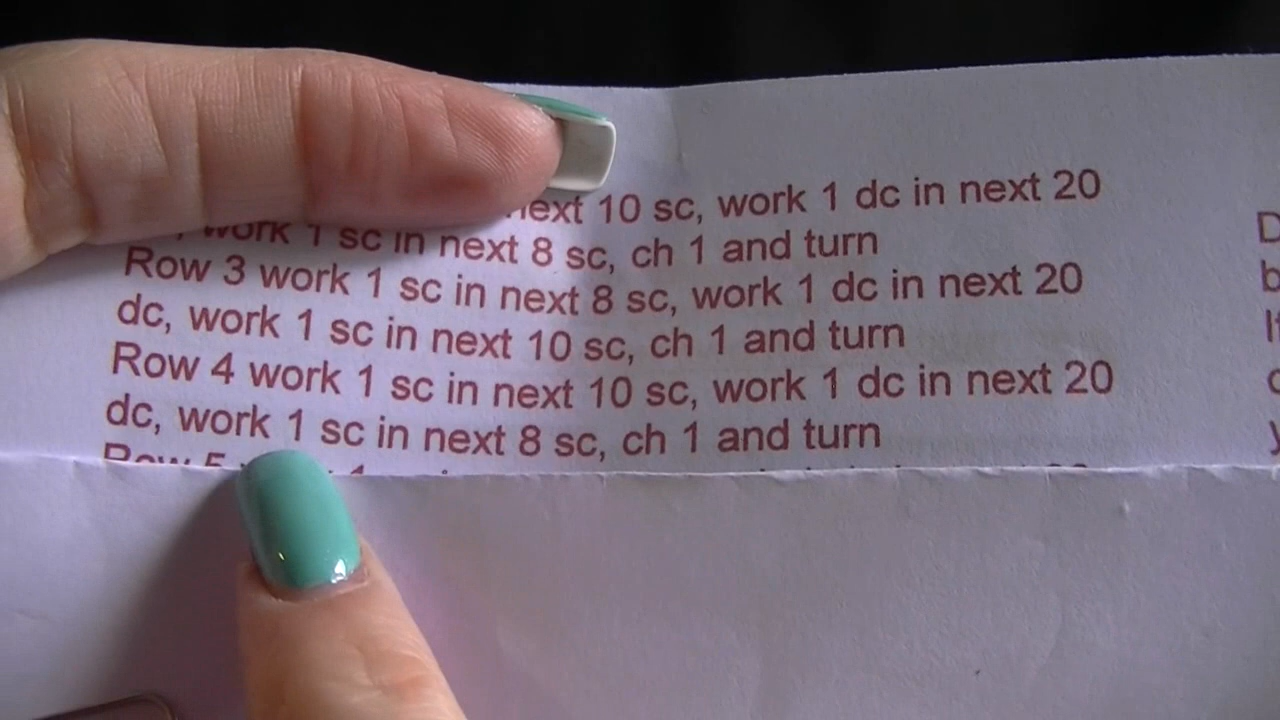 next 10 sc, work 1 dc in next 20
work 1 sc in next 8 sc, ch 1 and turn
Row 3 work 1 sc in next 8 sc, work 1 dc in next 20
dc, work 1 sc in next 10 sc, ch 1 and turn
Row 4 work 1 sc in next 10 sc, work 1 dc in next 20
dc, work 1 sc in next 8 sc, ch 1 and turn
Row 5